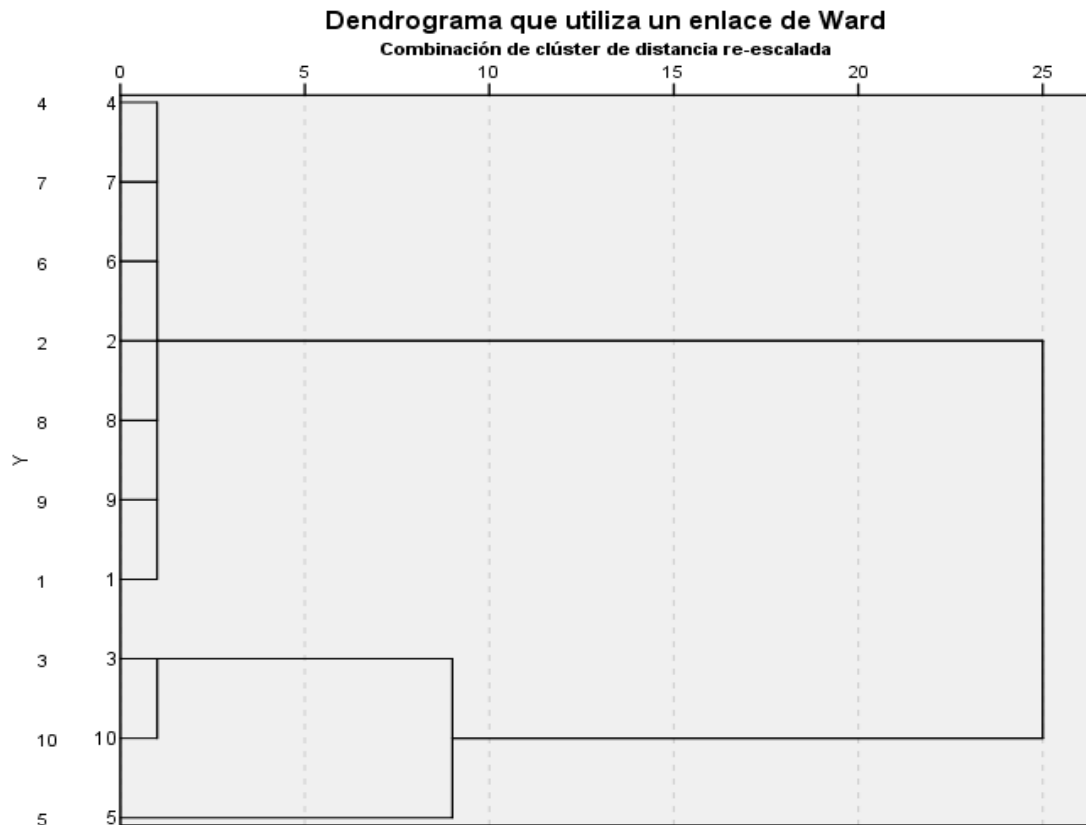 Dendrograma que utiliza un enlace de Ward
Combinación de clúster de distancia re-escalada
0 5 10 15 20 25
4 4
7 7
6 6
2 2
8 8
Y
9 9
1 1
3 3
10 10
5 5